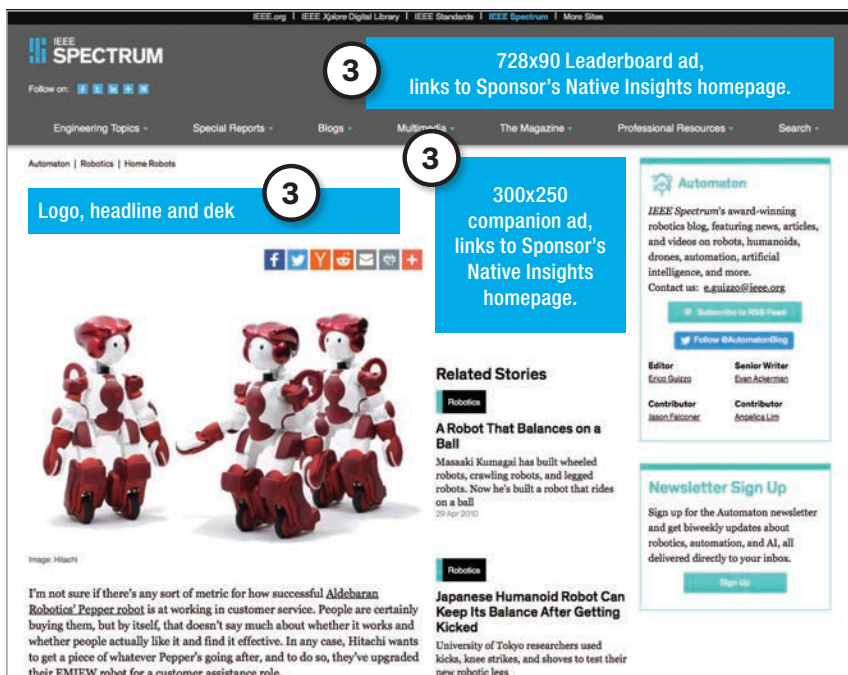 IEEE.org | IEEE Xplore Digital Library | IEEE Standards | IEEE Spectrum | More Sites
IEEE
SPECTRUM
3
728x90 Leaderboard ad,
links to Sponsor's Native Insights homepage.
Follow on:
Engineering Topics
Special Reports
Blogs
Multimedia
The Magazine
Professional Resources
Search
Automaton | Robotics | Home Robots
3
Logo, headline and dek
3
300x250
companion ad,
links to Sponsor's
Native Insights
homepage.
Automaton
IEEE Spectrum's award-winning
robotics blog, featuring news, articles,
and videos on robots, humanoids,
drones, automation, artificial
intelligence, and more.
Contact us: e.guizzo@ieee.org
Subscribe to RSS Feed
Follow @AutomatonBlog
Editor
Erico Guizzo
Senior Writer
Evan Ackerman
Contributor
Jason Falconer
Contributor
Angelica Lim
Related Stories
Robotics
A Robot That Balances on a
Ball
Masaaki Kumagai has built wheeled
robots, crawling robots, and legged
robots. Now he's built a robot that rides
on a ball
29 Apr 2010
Robotics
Japanese Humanoid Robot Can
Keep Its Balance After Getting
Kicked
University of Tokyo researchers used
kicks, knee strikes, and shoves to test their
new robotic legs
Newsletter Sign Up
Sign up for the Automaton newsletter
and get biweekly updates about
robotics, automation, and AI, all
delivered directly to your inbox.
Sign Up
Image: Hitachi
I'm not sure if there's any sort of metric for how successful Aldebaran
Robotics' Pepper robot is at working in customer service. People are certainly
buying them, but by itself, that doesn't say much about whether it works and
whether people actually like it and find it effective. In any case, Hitachi wants
to get a piece of whatever Pepper's going after, and to do so, they've upgraded
their EMIEW robot for a customer assistance role.